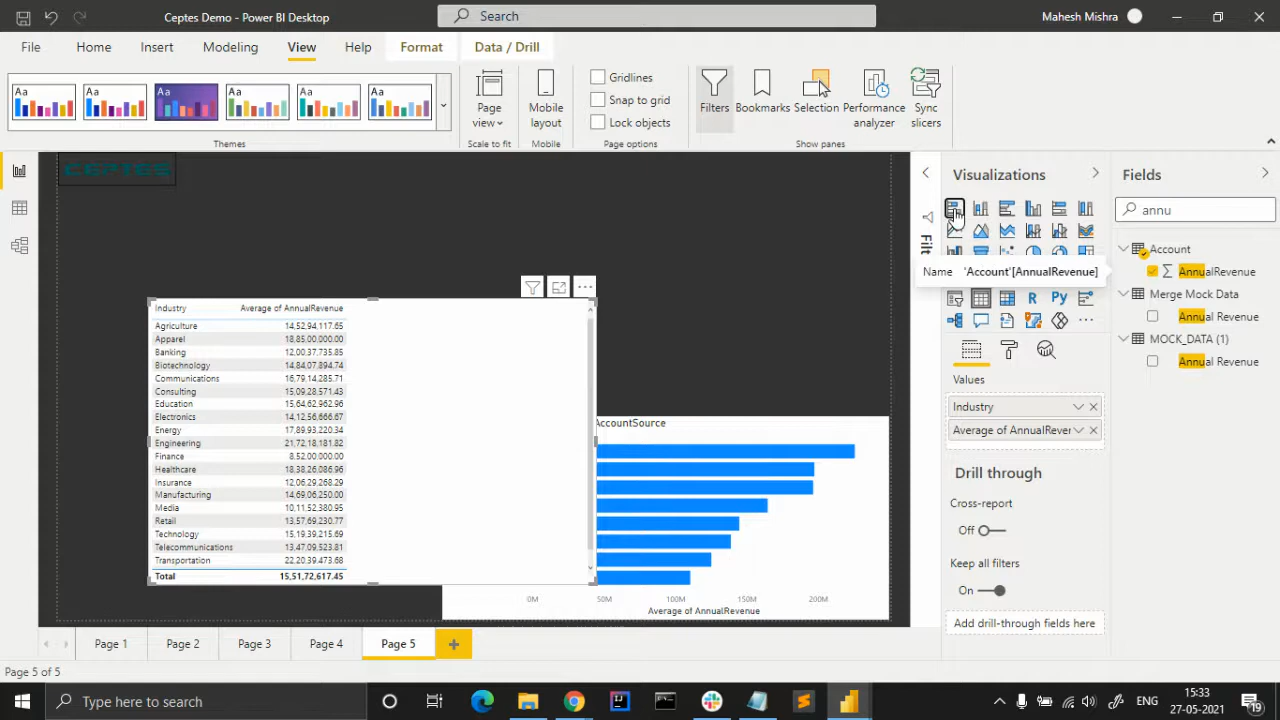 Ceptes Demo - Power BI Desktop
Search
Mahesh Mishra
File Home Insert Modeling View Help Format Data / Drill
Aa Aa Aa Aa Aa Aa
Page view
Mobile layout
Gridlines
Snap to grid
Lock objects
Filters
Bookmarks
Selection
Performance analyzer
Sync slicers
Themes
Scale to fit
Mobile
Page options
Show panes
CEPTES
Visualizations
Fields
annu
Account
Name 'Account'[AnnualRevenue]
AnnualRevenue
Merge Mock Data
Annual Revenue
MOCK_DATA (1)
Annual Revenue
Industry Average of AnnualRevenue
Agriculture 14,52,94,117.65
Apparel 18,85,00,000.00
Banking 12,00,37,735.85
Biotechnology 14,84,07,894.74
Communications 16,79,14,285.71
Consulting 15,09,28,571.43
Education 15,64,62,962.96
Electronics 14,12,56,666.67
Energy 17,89,93,220.34
Engineering 21,72,18,181.82
Finance 8,52,00,000.00
Healthcare 18,38,26,086.96
Insurance 12,06,29,268.29
Manufacturing 14,69,06,250.00
Media 10,11,52,380.95
Retail 13,57,69,230.77
Technology 15,19,39,215.69
Telecommunications 13,47,09,523.81
Transportation 22,20,39,473.68
Total 15,51,72,617.45
AccountSource
0M 50M 100M 150M 200M
Average of AnnualRevenue
R Py
Values
Industry
Average of AnnualRever
Drill through
Cross-report
Off
Keep all filters
On
Add drill-through fields here
Page 1 Page 2 Page 3 Page 4 Page 5
Page 5 of 5
Type here to search
ENG
15:33
27-05-2021
19